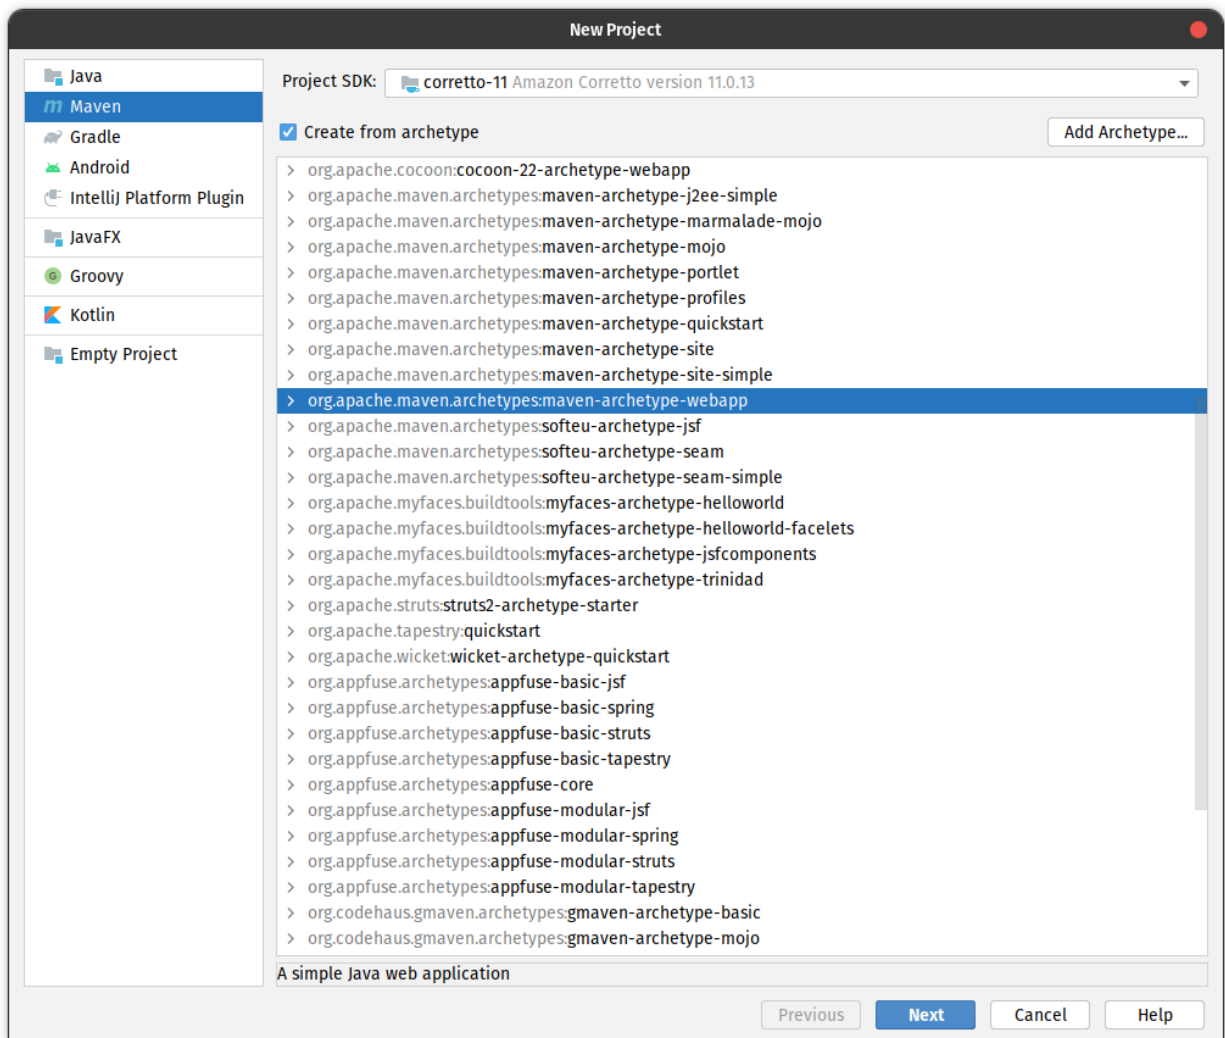 New Project
Java
Maven
Gradle
Android
IntelliJ Platform Plugin
JavaFX
Groovy
Kotlin
Empty Project
Project SDK: corretto-11 Amazon Corretto version 11.0.13
Create from archetype
Add Archetype...
org.apache.cocoon:cocoon-22-archetype-webapp
org.apache.maven.archetypes:maven-archetype-j2ee-simple
org.apache.maven.archetypes:maven-archetype-marmalade-mojo
org.apache.maven.archetypes:maven-archetype-mojo
org.apache.maven.archetypes:maven-archetype-portlet
org.apache.maven.archetypes:maven-archetype-profiles
org.apache.maven.archetypes:maven-archetype-quickstart
org.apache.maven.archetypes:maven-archetype-site
org.apache.maven.archetypes:maven-archetype-site-simple
org.apache.maven.archetypes:maven-archetype-webapp
org.apache.maven.archetypes:softeu-archetype-jsf
org.apache.maven.archetypes:softeu-archetype-seam
org.apache.maven.archetypes:softeu-archetype-seam-simple
org.apache.myfaces.buildtools:myfaces-archetype-helloworld
org.apache.myfaces.buildtools:myfaces-archetype-helloworld-facelets
org.apache.myfaces.buildtools:myfaces-archetype-jsfcomponents
org.apache.myfaces.buildtools:myfaces-archetype-trinidad
org.apache.struts:struts2-archetype-starter
org.apache.tapestry:quickstart
org.apache.wicket:wicket-archetype-quickstart
org.appfuse.archetypes:appfuse-basic-jsf
org.appfuse.archetypes:appfuse-basic-spring
org.appfuse.archetypes:appfuse-basic-struts
org.appfuse.archetypes:appfuse-basic-tapestry
org.appfuse.archetypes:appfuse-core
org.appfuse.archetypes:appfuse-modular-jsf
org.appfuse.archetypes:appfuse-modular-spring
org.appfuse.archetypes:appfuse-modular-struts
org.appfuse.archetypes:appfuse-modular-tapestry
org.codehaus.gmaven.archetypes:gmaven-archetype-basic
org.codehaus.gmaven.archetypes:gmaven-archetype-mojo
A simple Java web application
Previous
Next
Cancel
Help